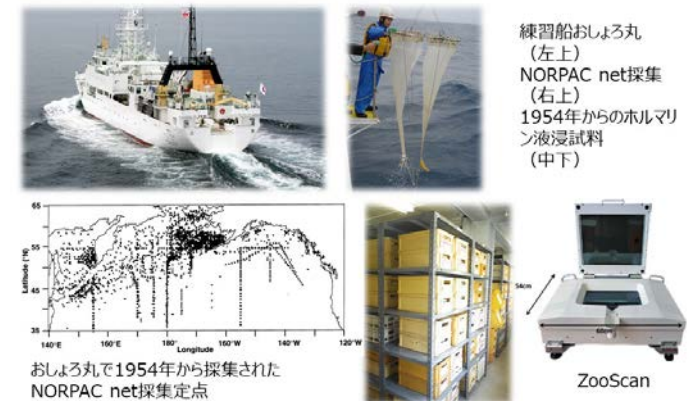 練習船おしょろ丸
（左上）
NORPAC net採集
（右上）
1954年からのホルマリ
ン液浸試料
（中下）
65
55
45
35
Latitude (°N)
140°E
160°E
180°
160°W
140°W
120°W
Longitude
おしょろ丸で1954年から採集された
NORPAC net採集定点
54cm
ZooScan